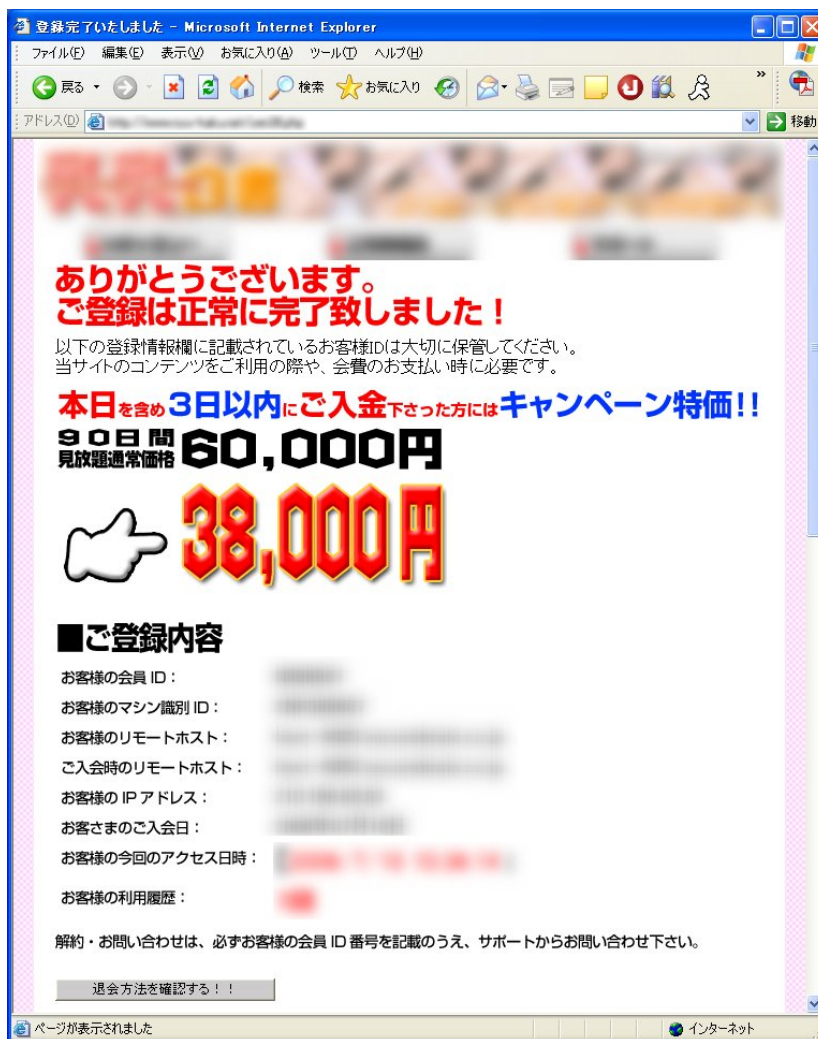 登録完了いたしました - Microsoft Internet Explorer
ファイル(F) 編集(E) 表示(V) お気に入り(A) ツール(T) ヘルプ(H)
戻る 検索 お気に入り »
アドレス(D) 移動
ありがとうございます。
ご登録は正常に完了致しました！
以下の登録情報欄に記載されているお客様IDは大切に保管してください。
当サイトのコンテンツをご利用の際や、会費のお支払い時に必要です。
本日を含め3日以内にご入金下さった方にはキャンペーン特価!!
90日間
見放題通常価格 60,000円
38,000円
■ご登録内容
お客様の会員 ID：
お客様のマシン識別 ID：
お客様のリモートホスト：
ご入会時のリモートホスト：
お客様の IP アドレス：
お客さまのご入会日：
お客様の今回のアクセス日時：
お客様の利用履歴：
解約・お問い合わせは、必ずお客様の会員 ID 番号を記載のうえ、サポートからお問い合わせ下さい。
退会方法を確認する！！
ページが表示されました インターネット